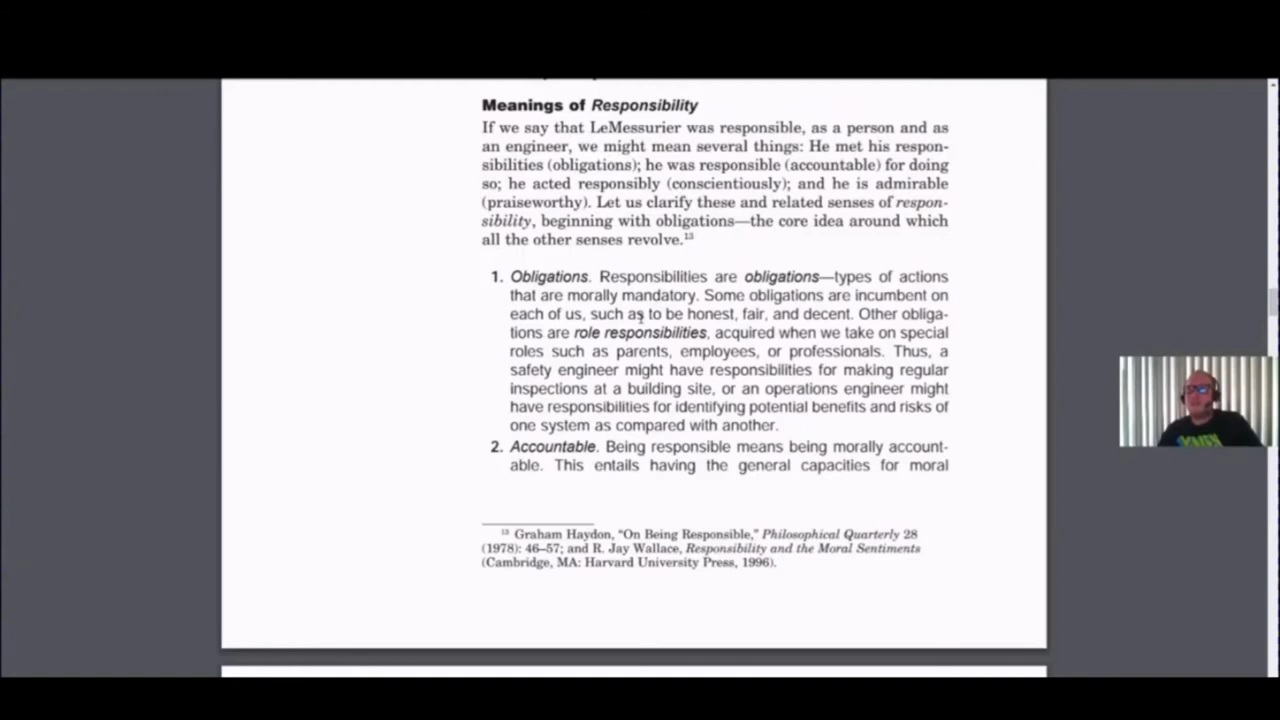 Meanings of Responsibility
If we say that LeMessurier was responsible, as a person and as
an engineer, we might mean several things: He met his respon-
sibilities (obligations); he was responsible (accountable) for doing
so; he acted responsibly (conscientiously); and he is admirable
(praiseworthy). Let us clarify these and related senses of respon-
sibility, beginning with obligations—the core idea around which
all the other senses revolve.13
1. Obligations. Responsibilities are obligations—types of actions
that are morally mandatory. Some obligations are incumbent on
each of us, such as to be honest, fair, and decent. Other obliga-
tions are role responsibilities, acquired when we take on special
roles such as parents, employees, or professionals. Thus, a
safety engineer might have responsibilities for making regular
inspections at a building site, or an operations engineer might
have responsibilities for identifying potential benefits and risks of
one system as compared with another.
2. Accountable. Being responsible means being morally account-
able. This entails having the general capacities for moral
13 Graham Haydon, "On Being Responsible," Philosophical Quarterly 28
(1978): 46–57; and R. Jay Wallace, Responsibility and the Moral Sentiments
(Cambridge, MA: Harvard University Press, 1996).